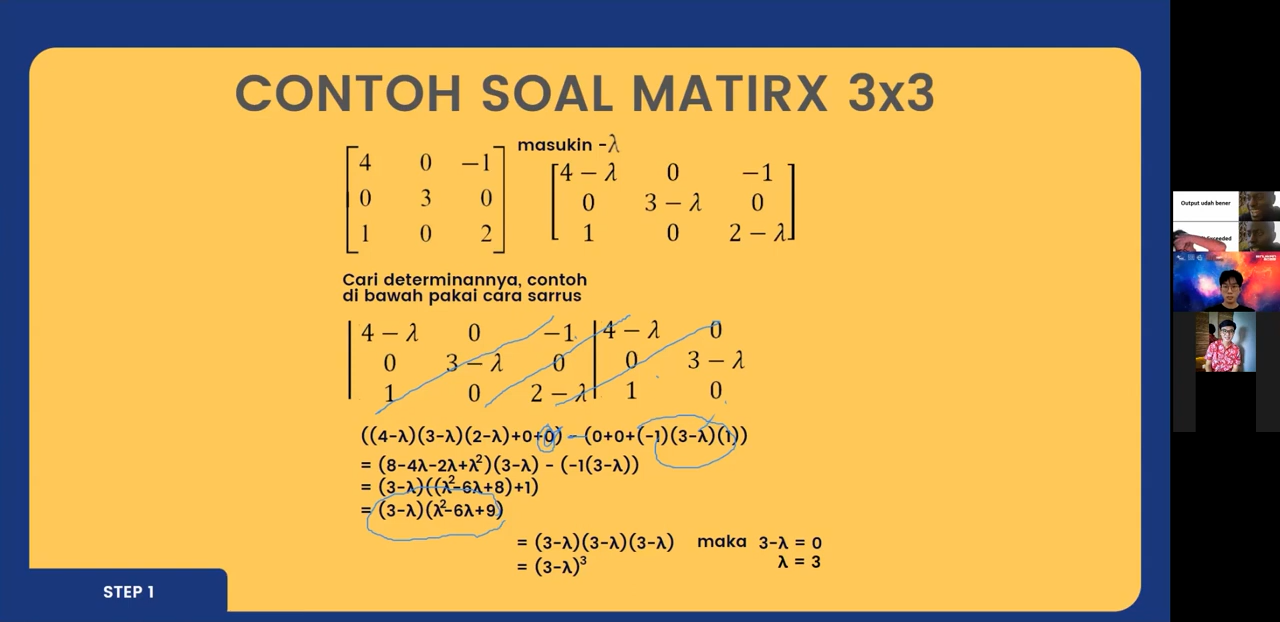 CONTOH SOAL MATIRX 3x3
masukin -λ
4 0 −1
0 3 0
1 0 2
4 − λ 0 −1
0 3 − λ 0
1 0 2 − λ
Cari determinannya, contoh
di bawah pakai cara sarrus
4 − λ 0 −1 4 − λ 0
0 3 − λ 0 0 3 − λ
1 0 2 − λ 1 0
((4-λ)(3-λ)(2-λ)+0+0) - (0+0+(-1)(3-λ)(1))
= (8-4λ-2λ+λ²)(3-λ) - (-1(3-λ))
= (3-λ)((λ²-6λ+8)+1)
= (3-λ)(λ²-6λ+9)
= (3-λ)(3-λ)(3-λ) maka 3-λ = 0
= (3-λ)³ λ = 3
STEP 1
Output udah bener